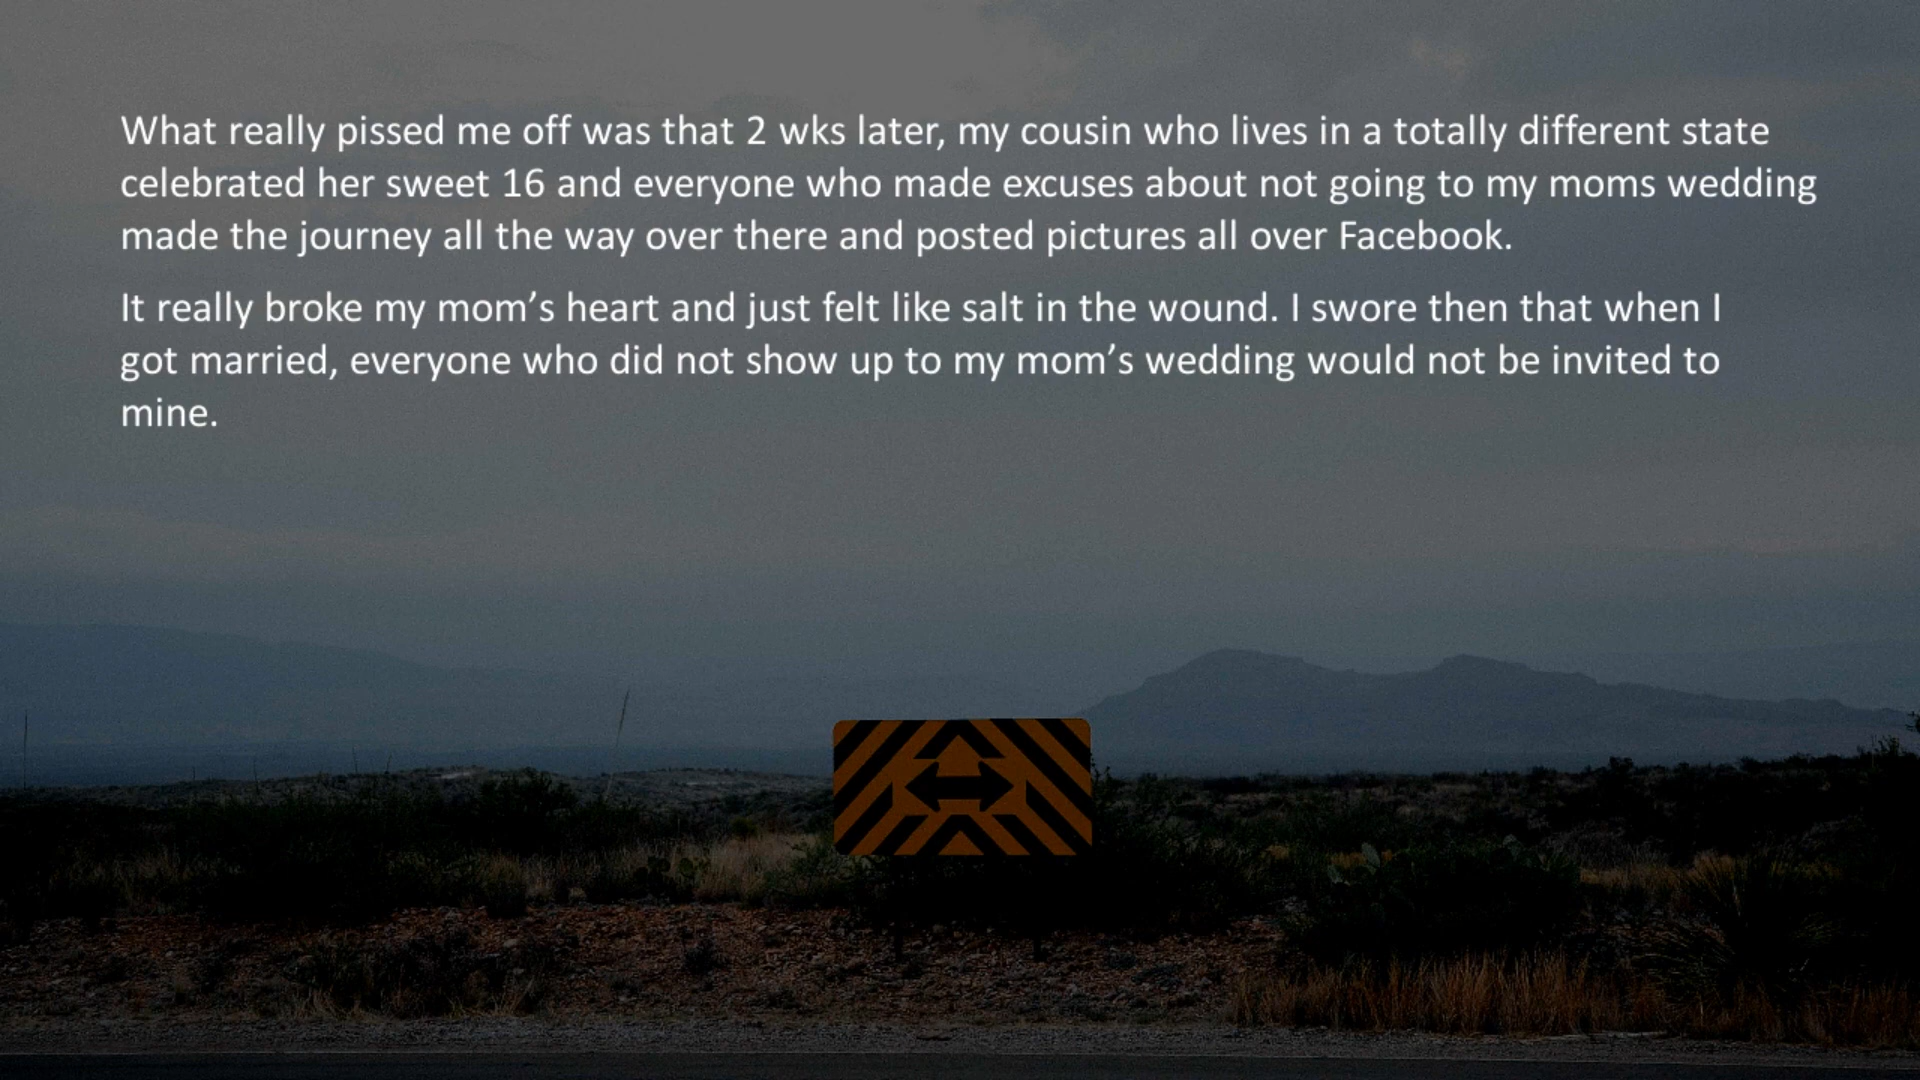 What really pissed me off was that 2 wks later, my cousin who lives in a totally different state
celebrated her sweet 16 and everyone who made excuses about not going to my moms wedding
made the journey all the way over there and posted pictures all over Facebook.
It really broke my mom’s heart and just felt like salt in the wound. I swore then that when I
got married, everyone who did not show up to my mom’s wedding would not be invited to
mine.